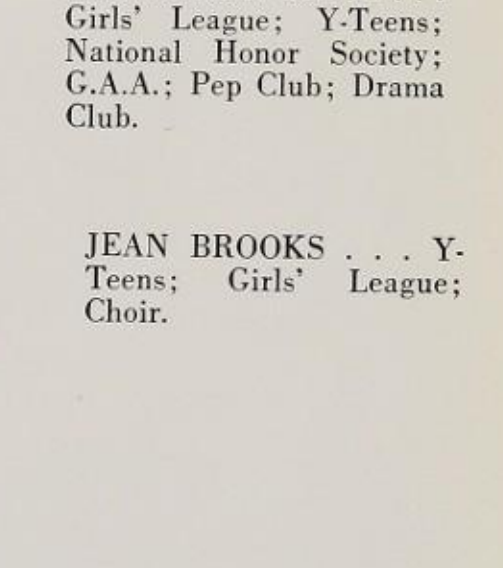 Girls' League; Y-Teens;
National Honor Society;
G.A.A.; Pep Club; Drama
Club.
JEAN BROOKS . . . Y-
Teens; Girls' League;
Choir.